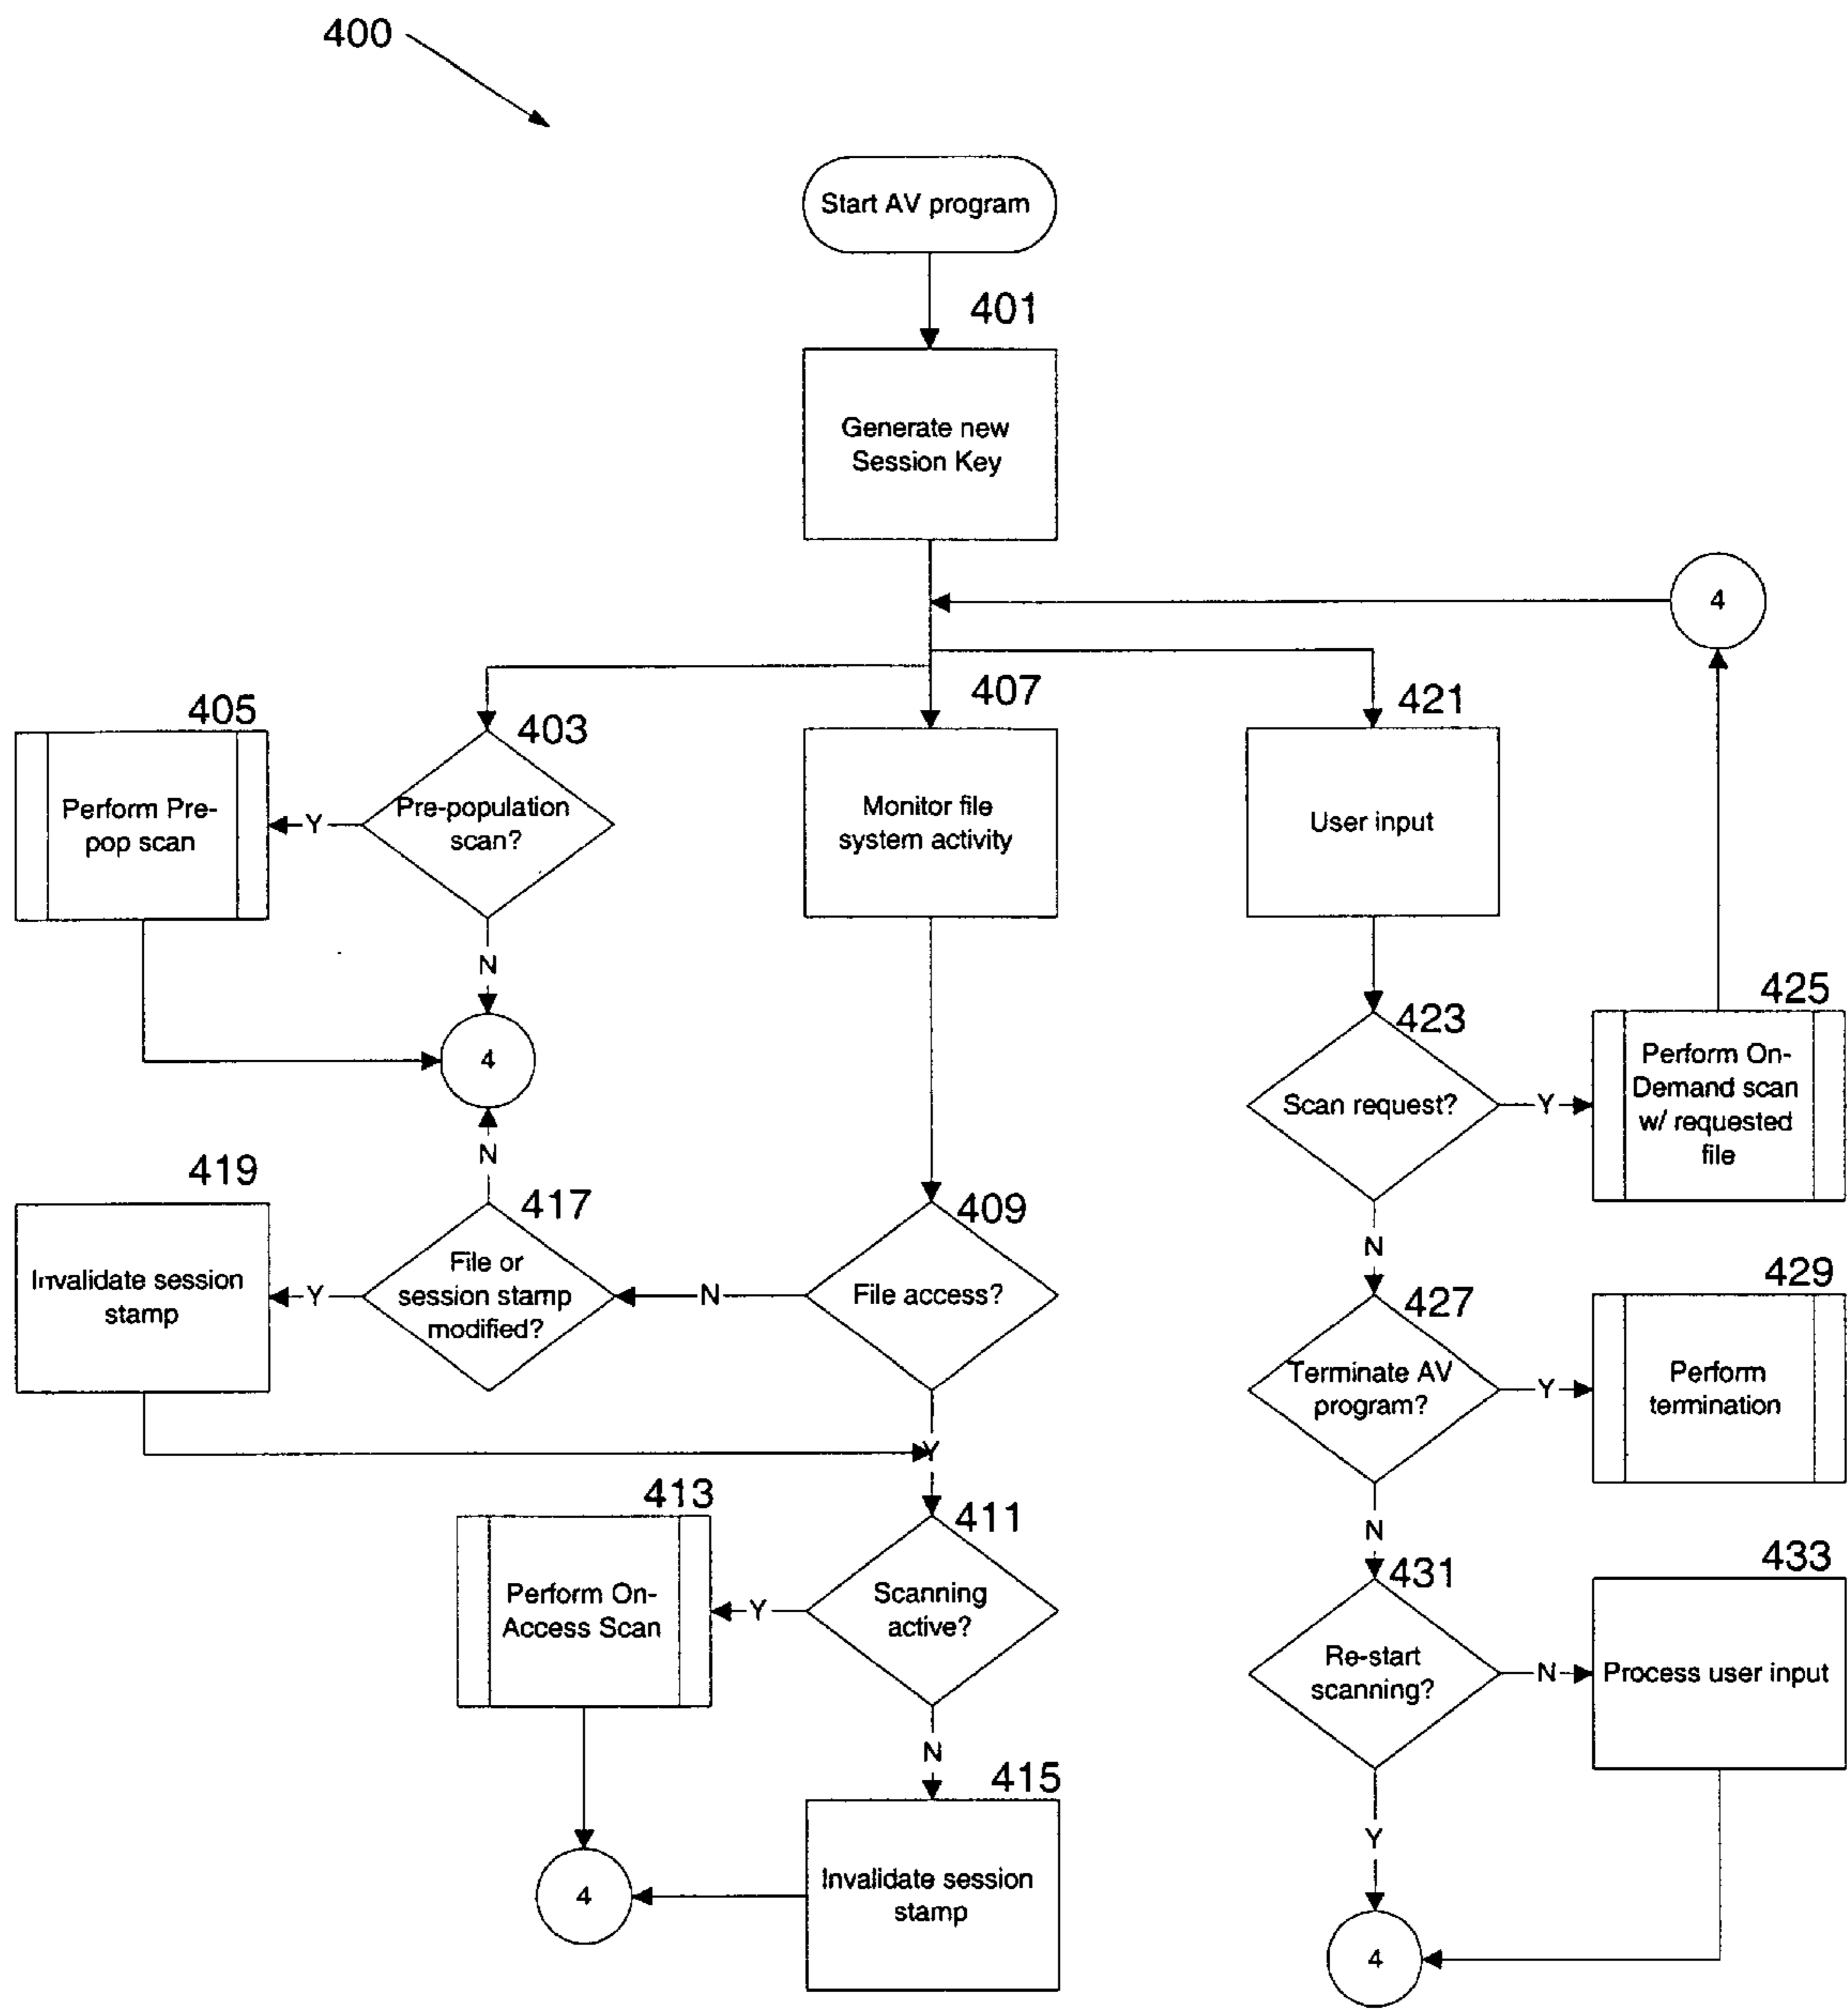 400
Start AV program
401
Generate new
Session Key
4
405
403
407
421
Perform Pre-
pop scan
Y
Pre-population
scan?
Monitor file
system activity
User input
N
4
423
425
Scan request?
Y
Perform On-
Demand scan
w/ requested
file
N
419
417
409
N
Invalidate session
stamp
Y
File or
session stamp
modified?
N
File access?
427
429
Terminate AV
program?
Y
Perform
termination
Y
413
411
N
431
433
Perform On-
Access Scan
Y
Scanning
active?
Re-start
scanning?
N
Process user input
N
415
Y
4
Invalidate session
stamp
4